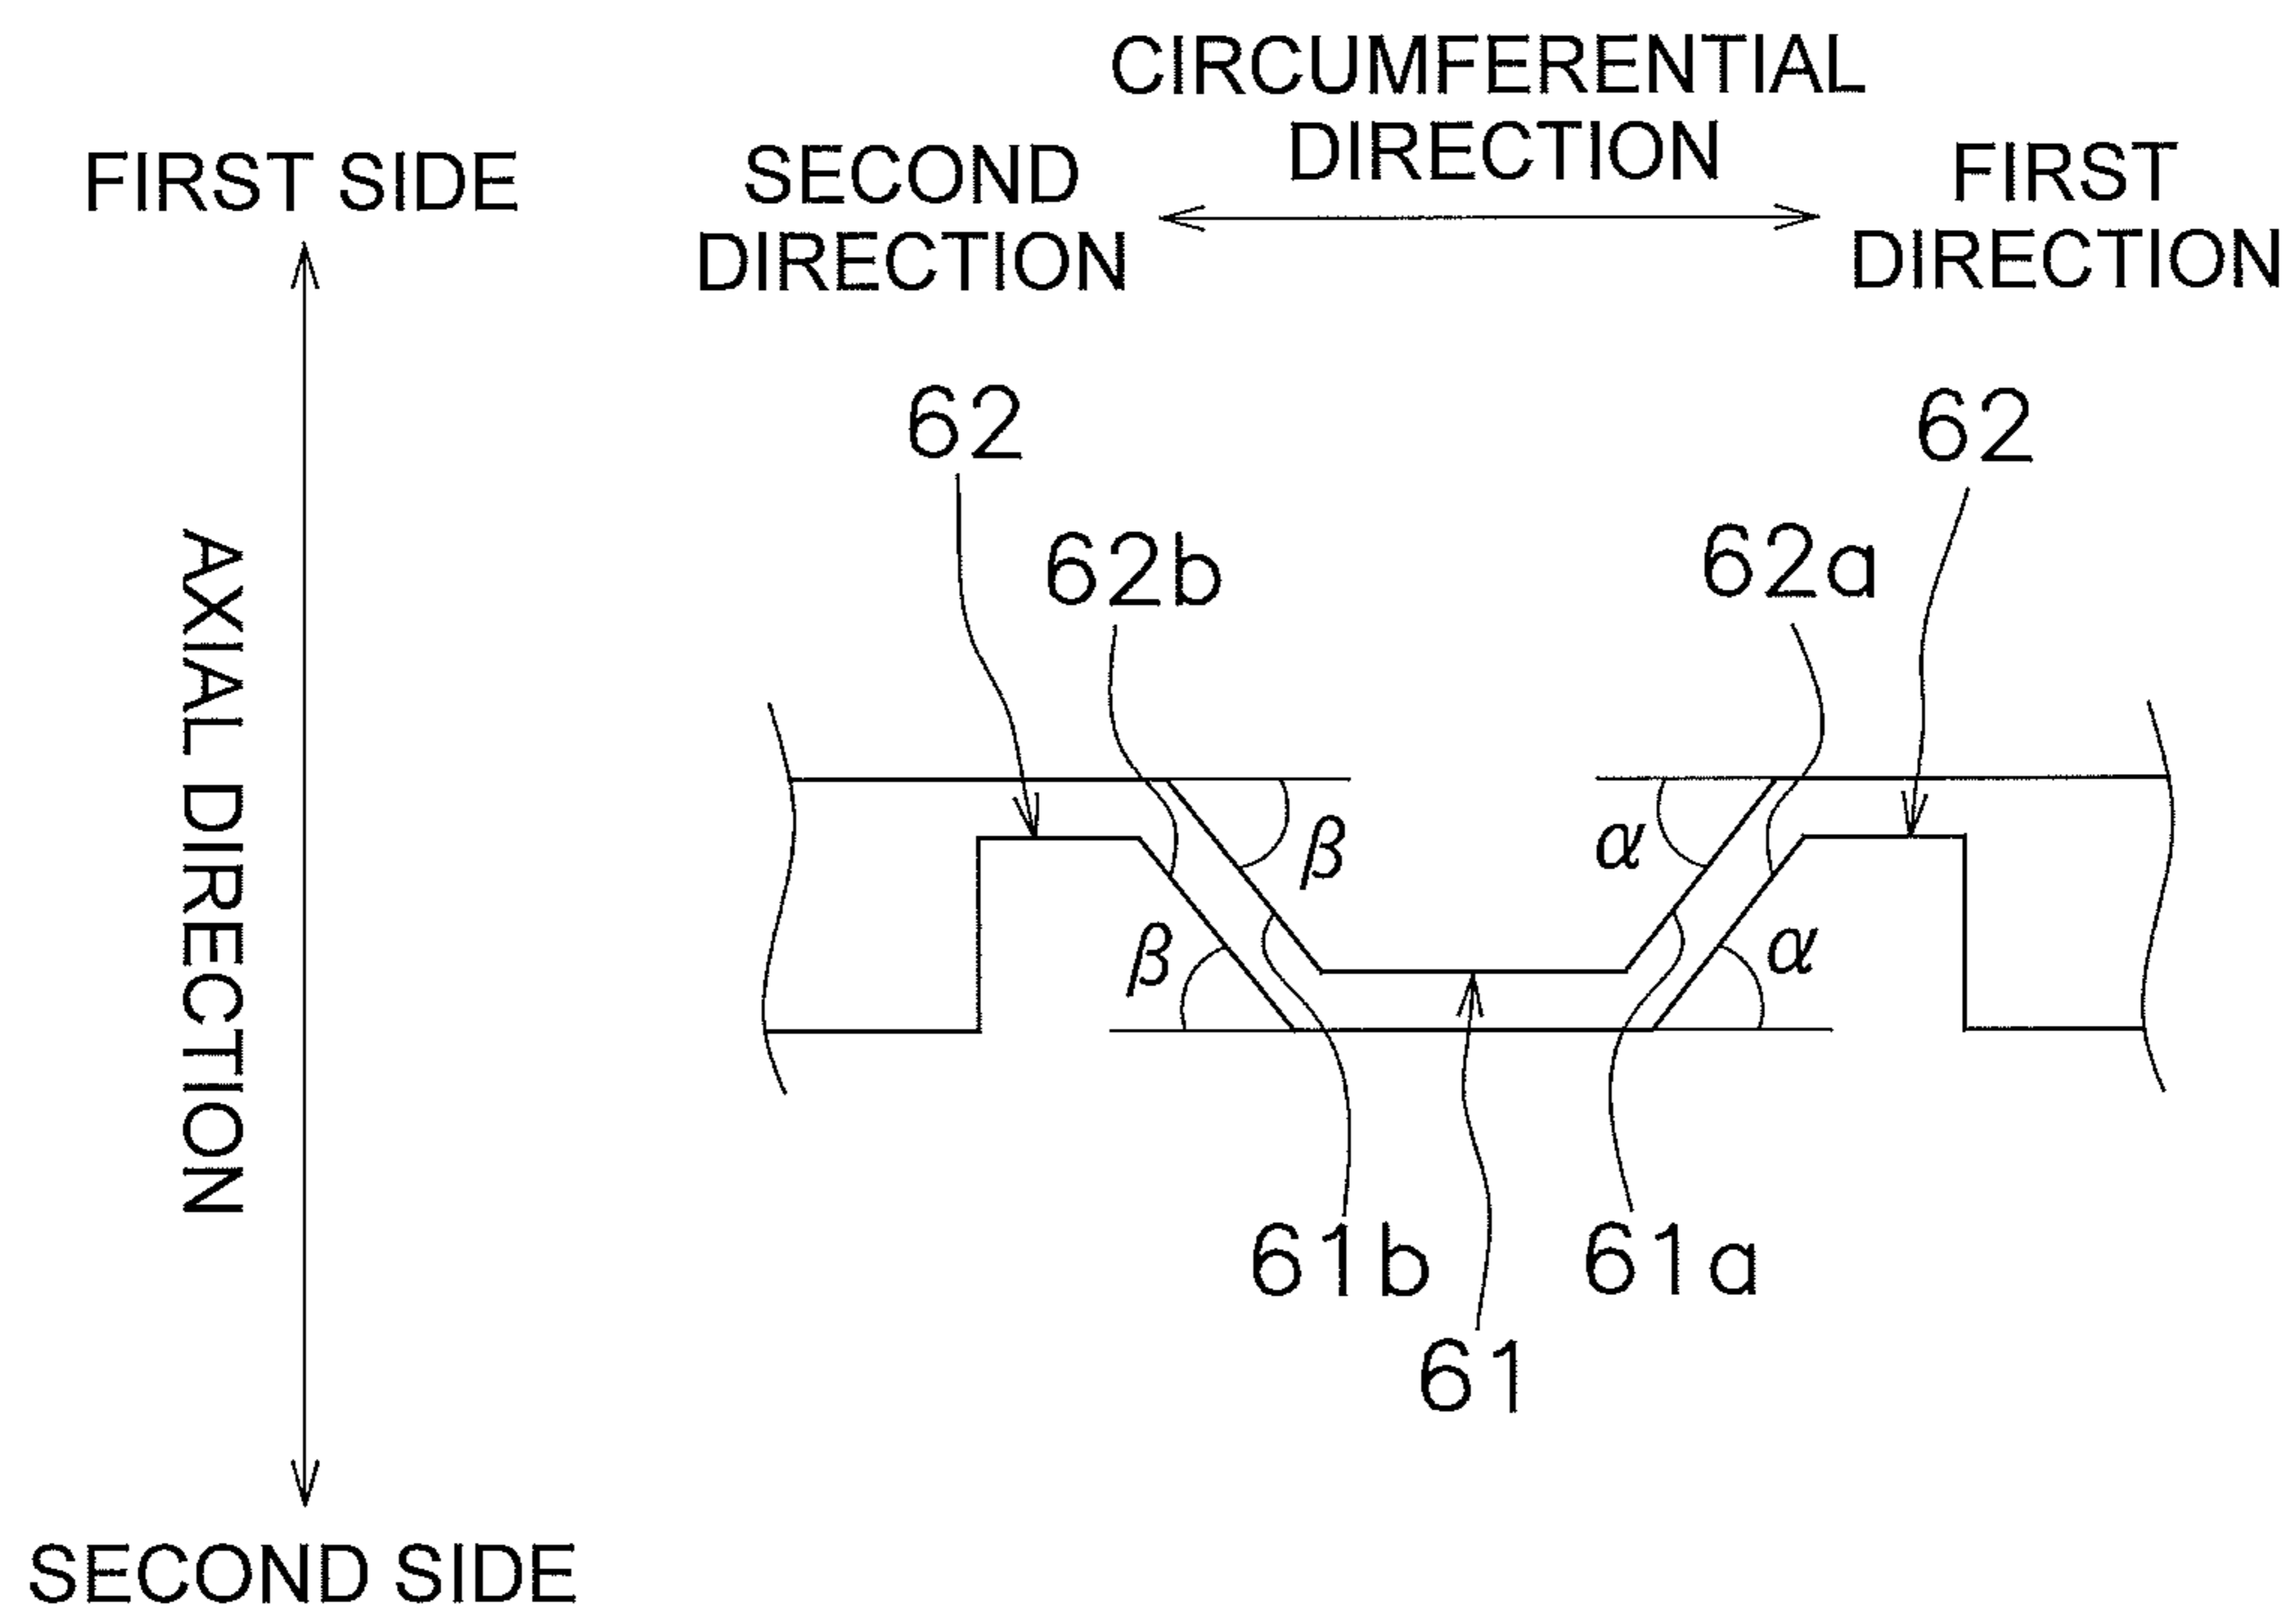 CIRCUMFERENTIAL
DIRECTION
FIRST SIDE
SECOND
DIRECTION
FIRST
DIRECTION
62
62
62b
62a
AXIAL DIRECTION
β
α
β
α
61b
61a
61
SECOND SIDE